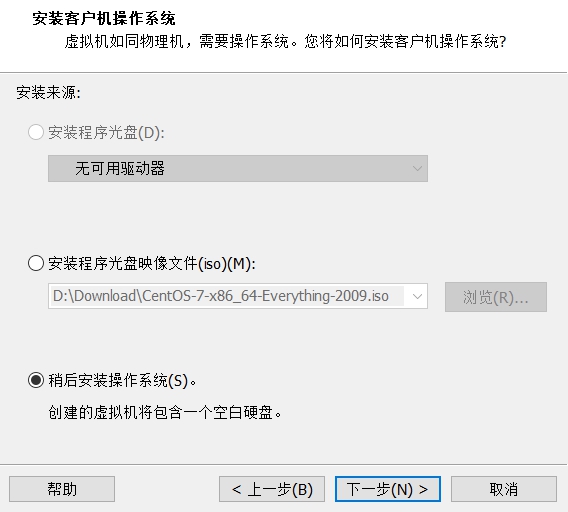 安装客户机操作系统
虚拟机如同物理机，需要操作系统。您将如何安装客户机操作系统?
安装来源:
安装程序光盘(D):
无可用驱动器
安装程序光盘映像文件(iso)(M):
D:\Download\CentOS-7-x86_64-Everything-2009.iso
浏览(R)...
稍后安装操作系统(S)。
创建的虚拟机将包含一个空白硬盘。
帮助
< 上一步(B)
下一步(N) >
取消